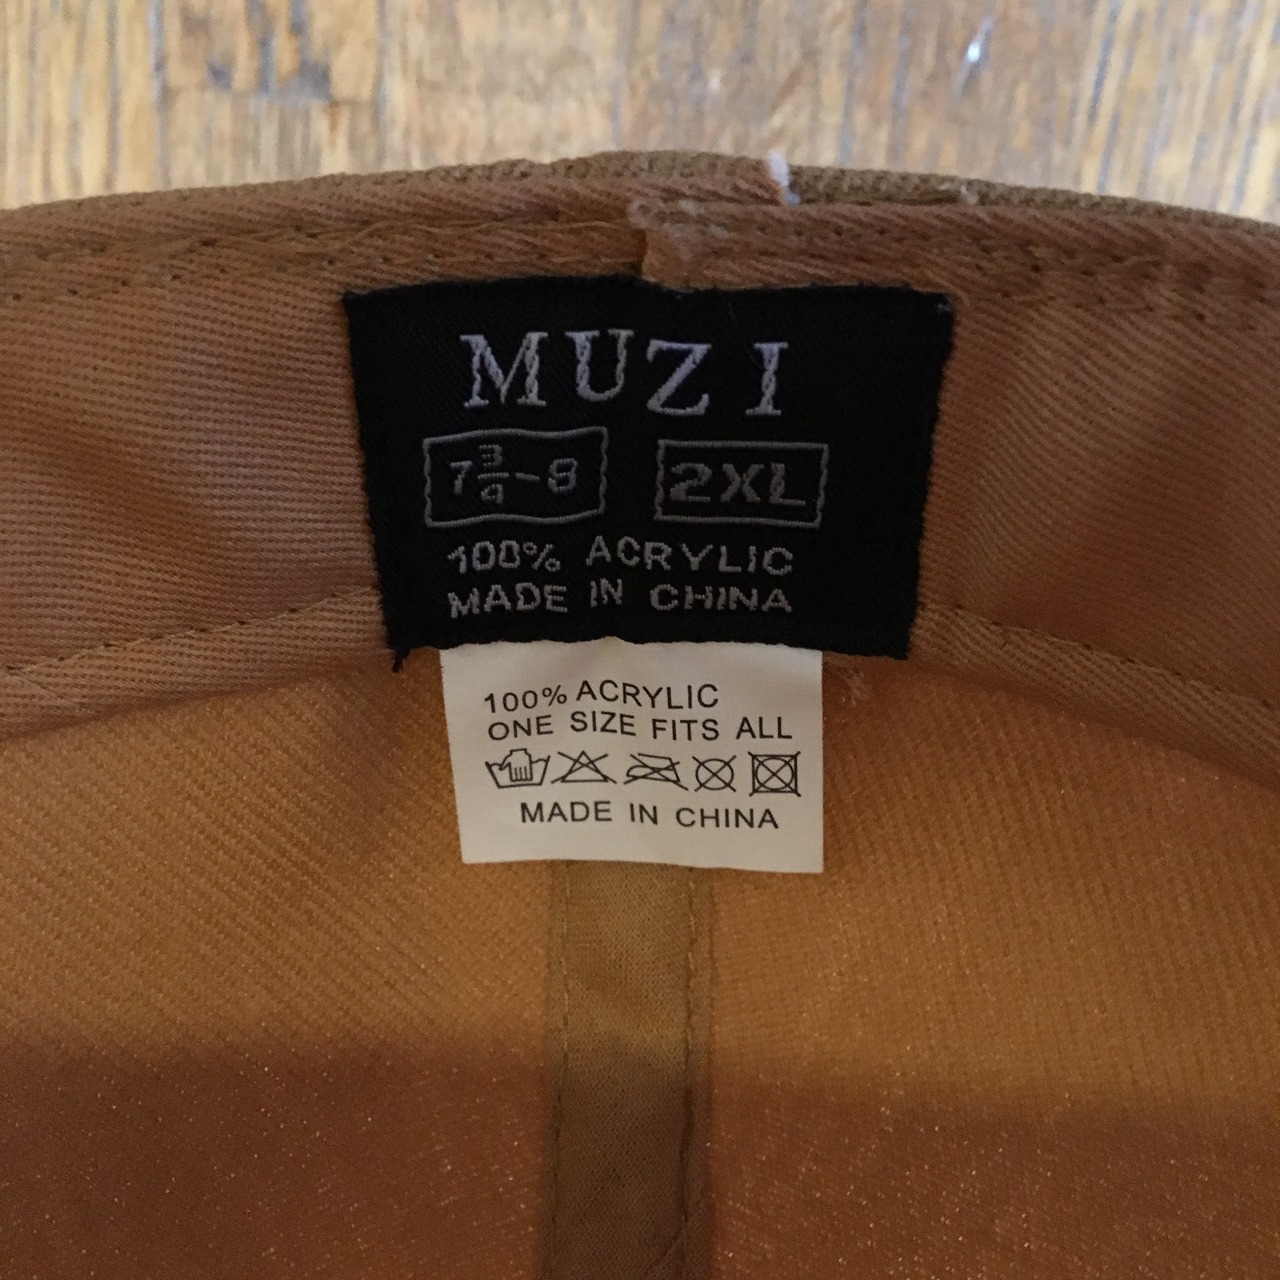 MUZI
7 3/4-8 2XL
100% ACRYLIC
MADE IN CHINA
100% ACRYLIC
ONE SIZE FITS ALL
MADE IN CHINA